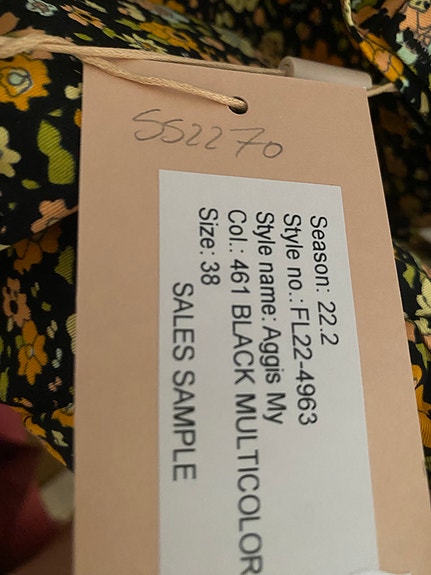 SS2270
Season: 22.2
Style no.: FL22-4963
Style name: Aggis My
Col.: 461 BLACK MULTICOLOR
Size: 38
SALES SAMPLE